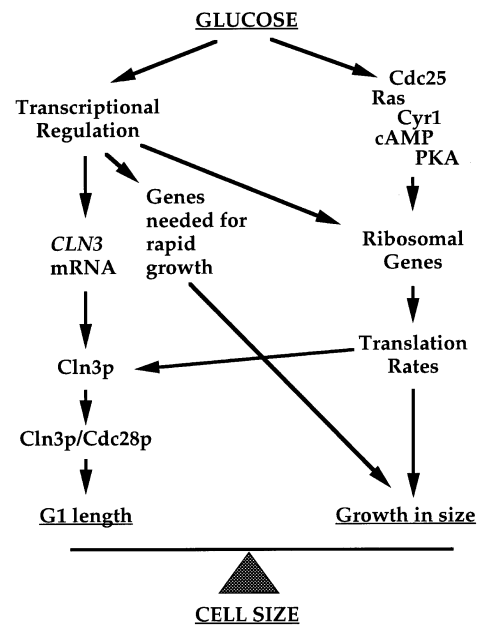 GLUCOSE
Transcriptional
Regulation
Cdc25
Ras
Cyr1
cAMP
PKA
CLN3
mRNA
Genes
needed for
rapid
growth
Ribosomal
Genes
Cln3p
Translation
Rates
Cln3p/Cdc28p
G1 length
Growth in size
CELL SIZE